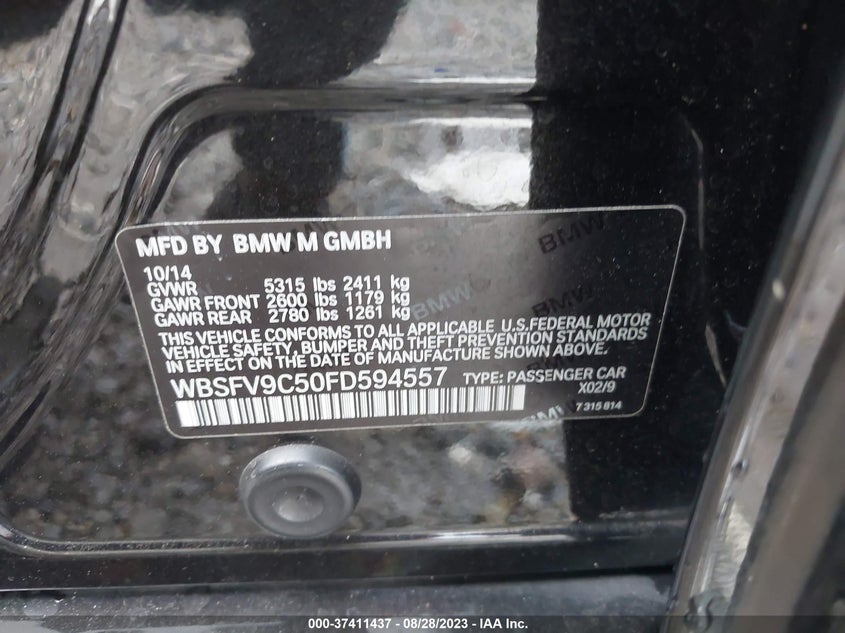 MFD BY BMW M GMBH
10/14
GVWR 5315 lbs 2411 kg
GAWR FRONT 2600 lbs 1179 kg
GAWR REAR 2780 lbs 1261 kg
THIS VEHICLE CONFORMS TO ALL APPLICABLE U.S.FEDERAL MOTOR
VEHICLE SAFETY, BUMPER AND THEFT PREVENTION STANDARDS
IN EFFECT ON THE DATE OF MANUFACTURE SHOWN ABOVE.
WBSFV9C50FD594557 TYPE: PASSENGER CAR
X02/9
7 315 814
BMW
BMW
000-37411437 - 08/28/2023 - IAA Inc.